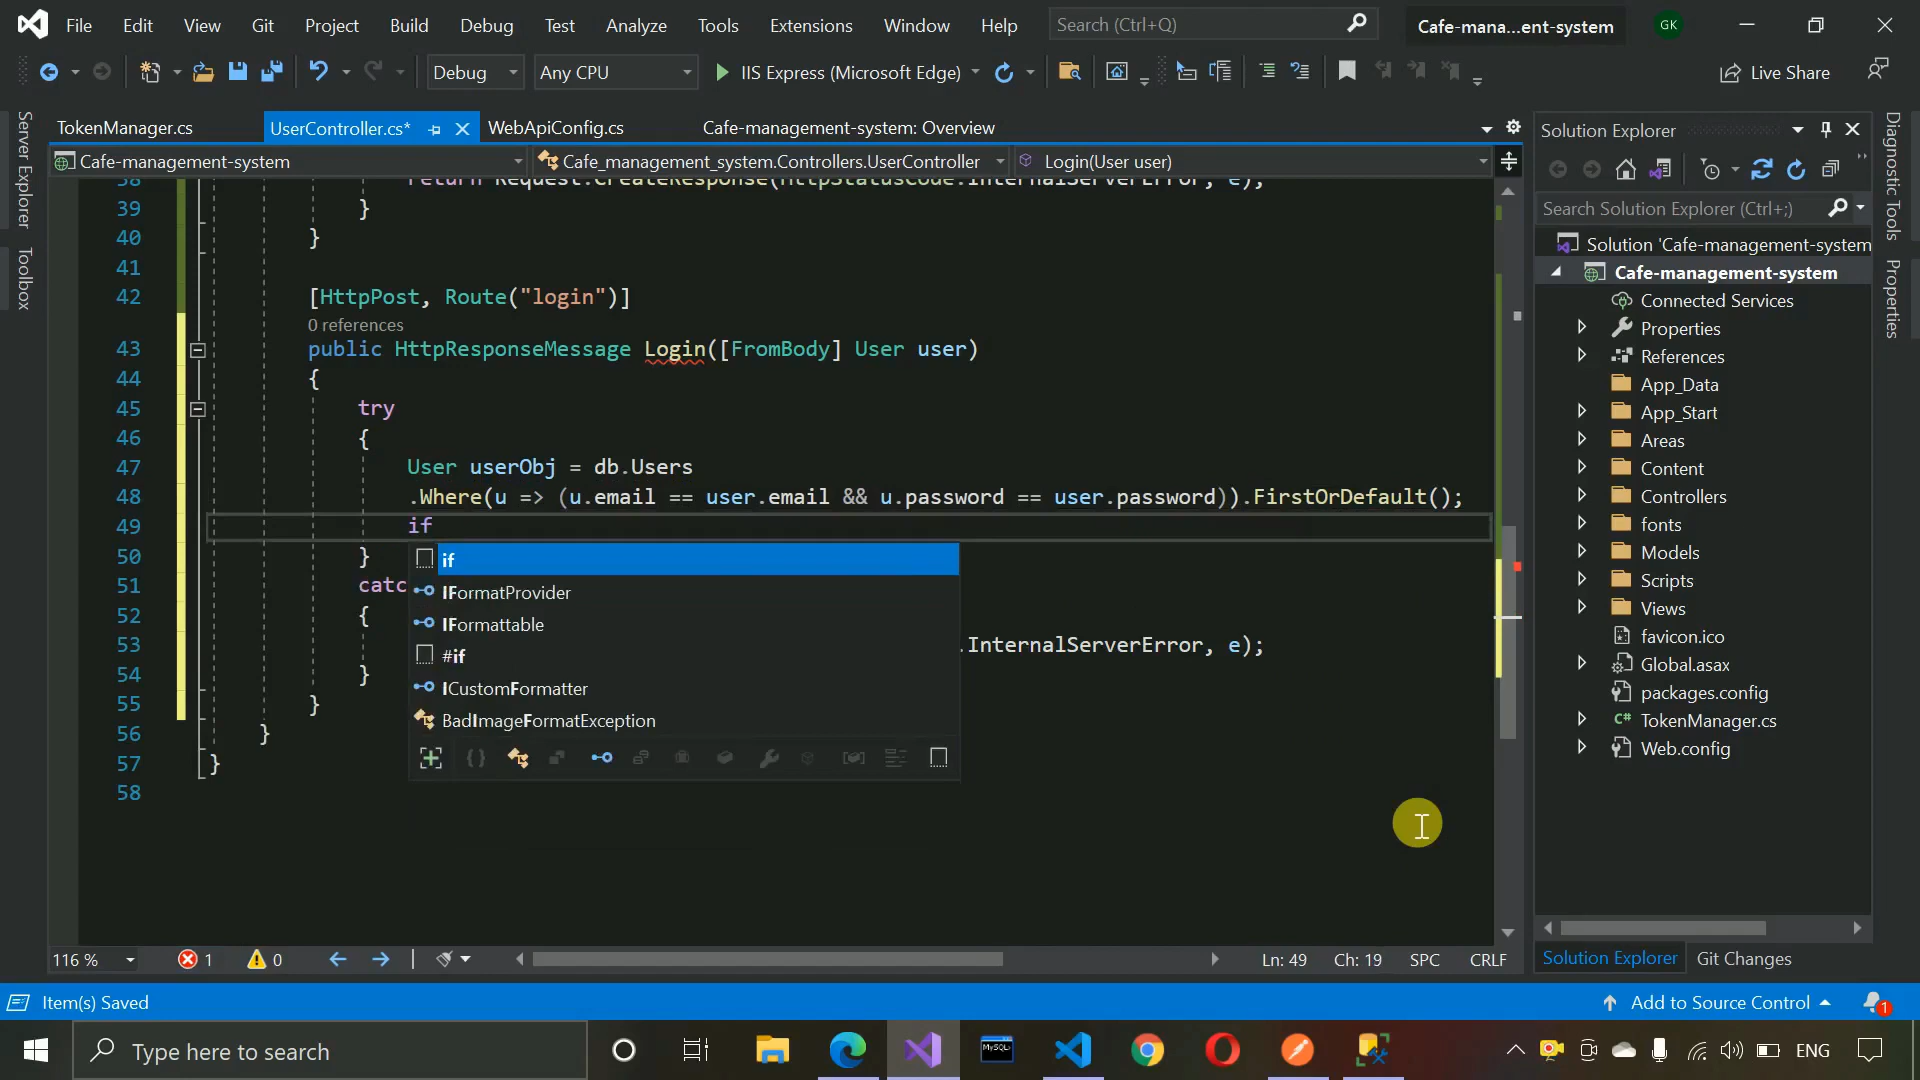 File Edit View Git Project Build Debug Test Analyze Tools Extensions Window Help Search (Ctrl+Q) Cafe-mana...ent-system GK
Debug Any CPU IIS Express (Microsoft Edge) Live Share
Server Explorer
Toolbox
TokenManager.cs UserController.cs* WebApiConfig.cs Cafe-management-system: Overview
Cafe-management-system Cafe_management_system.Controllers.UserController Login(User user)
38 return Request.CreateResponse(HttpStatusCode.InternalServerError, e);
39 }
40 }
41
42 [HttpPost, Route("login")]
0 references
43 public HttpResponseMessage Login([FromBody] User user)
44 {
45 try
46 {
47 User userObj = db.Users
48 .Where(u => (u.email == user.email && u.password == user.password)).FirstOrDefault();
49 if
50 }
51 catc
52 {
53 .InternalServerError, e);
54 }
55 }
56 }
57 }
58
if
IFormatProvider
IFormattable
#if
ICustomFormatter
BadImageFormatException
116 % 1 0 Ln: 49 Ch: 19 SPC CRLF
Solution Explorer
Search Solution Explorer (Ctrl+;)
Solution 'Cafe-management-system
Cafe-management-system
Connected Services
Properties
References
App_Data
App_Start
Areas
Content
Controllers
fonts
Models
Scripts
Views
favicon.ico
Global.asax
packages.config
TokenManager.cs
Web.config
Solution Explorer Git Changes
Diagnostic Tools
Properties
Item(s) Saved Add to Source Control 1
Type here to search MySQL ENG